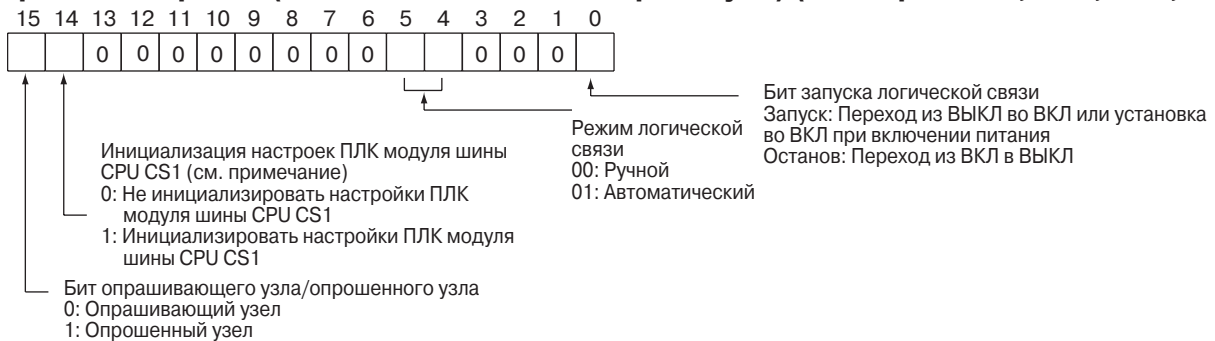 15 14 13 12 11 10 9 8 7 6 5 4 3 2 1 0
0 0 0 0 0 0 0 0 0 0 0
Бит запуска логической связи
Запуск: Переход из ВЫКЛ во ВКЛ или установка
во ВКЛ при включении питания
Останов: Переход из ВКЛ в ВЫКЛ
Режим логической
связи
00: Ручной
01: Автоматический
Инициализация настроек ПЛК модуля шины
CPU CS1 (см. примечание)
0: Не инициализировать настройки ПЛК
модуля шины CPU CS1
1: Инициализировать настройки ПЛК модуля
шины CPU CS1
Бит опрашивающего узла/опрошенного узла
0: Опрашивающий узел
1: Опрошенный узел